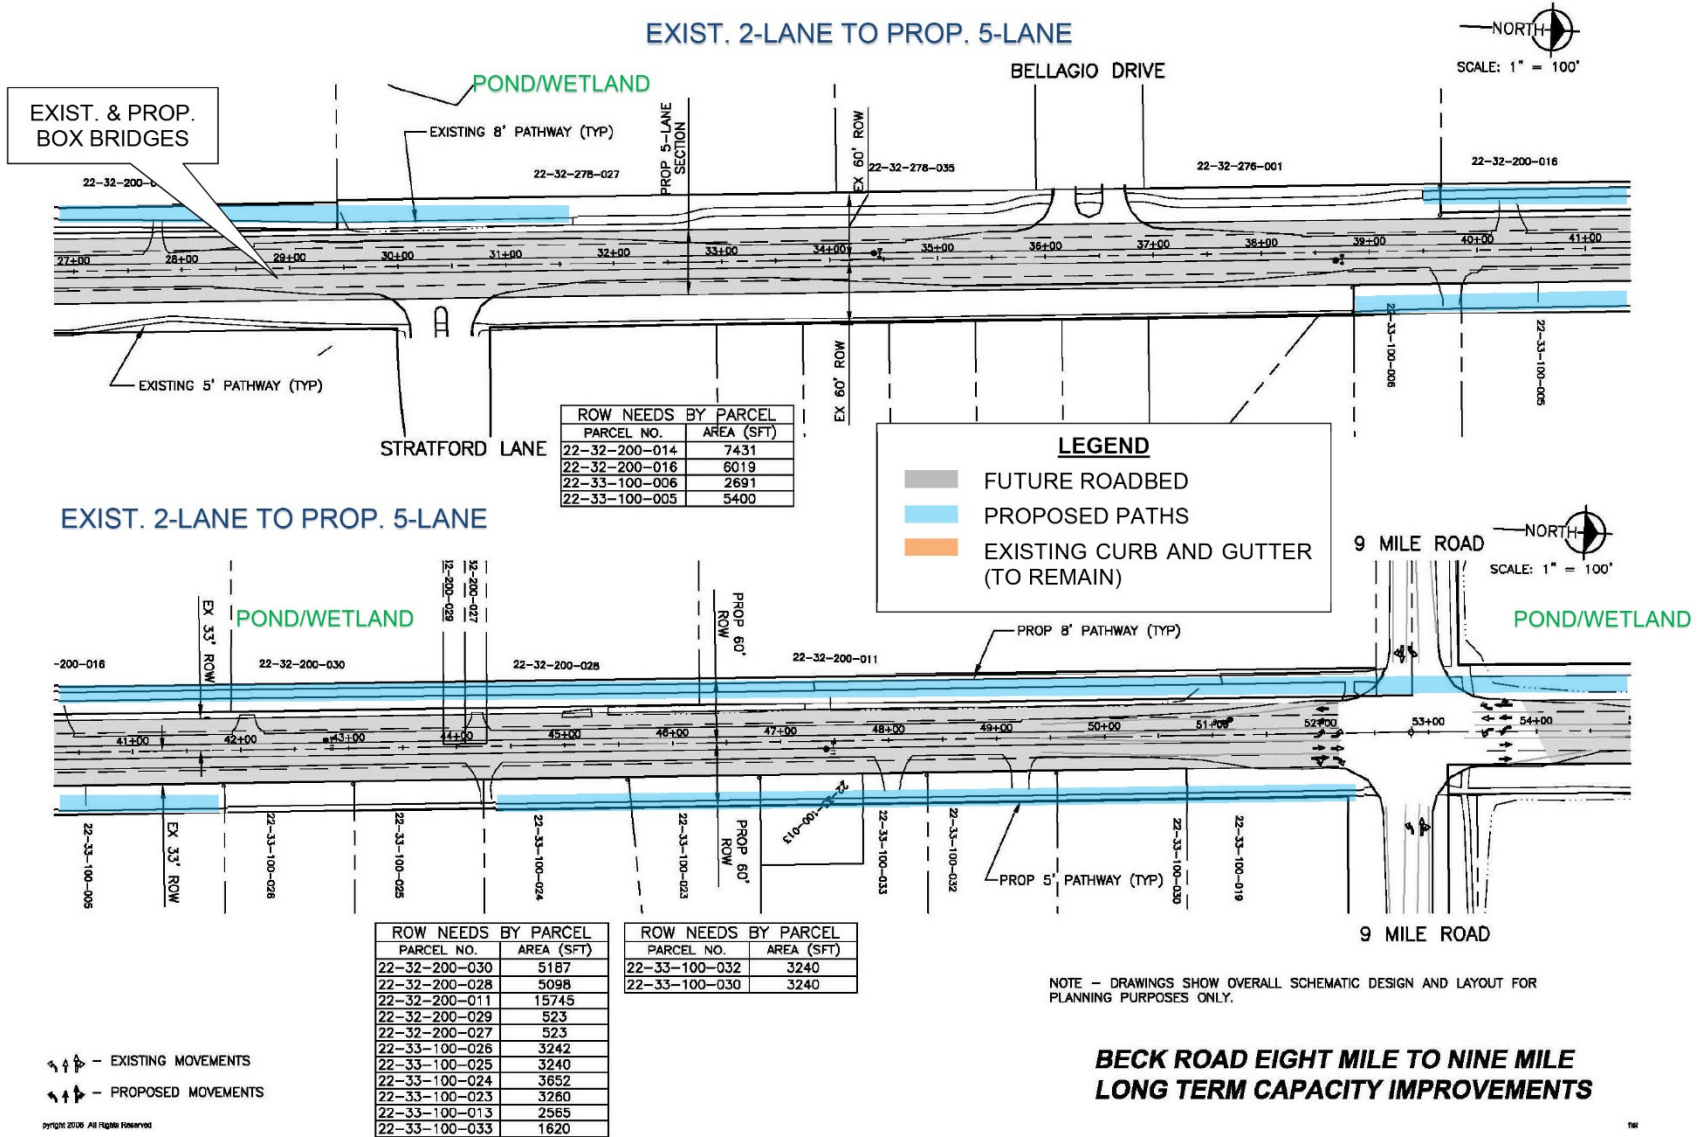 EXIST. 2-LANE TO PROP. 5-LANE
NORTH
SCALE: 1" = 100'
BELLAGIO DRIVE
POND/WETLAND
EXIST. & PROP.
BOX BRIDGES
EXISTING 8' PATHWAY (TYP)
PROP 5-LANE
SECTION
EX 60' ROW
22-32-278-027
22-32-278-035
22-32-276-001
22-32-200-016
27+00
28+00
29+00
30+00
31+00
32+00
33+00
34+00
35+00
36+00
37+00
38+00
39+00
40+00
41+00
EXISTING 5' PATHWAY (TYP)
STRATFORD LANE
EX 60' ROW
22-33-100-006
22-33-100-005
ROW NEEDS BY PARCEL
PARCEL NO. AREA (SFT)
22-32-200-014 7431
22-32-200-016 6019
22-33-100-006 2691
22-33-100-005 5400
LEGEND
FUTURE ROADBED
PROPOSED PATHS
EXISTING CURB AND GUTTER
(TO REMAIN)
EXIST. 2-LANE TO PROP. 5-LANE
9 MILE ROAD
NORTH
SCALE: 1" = 100'
POND/WETLAND
POND/WETLAND
EX 33' ROW
-200-016
22-32-200-030
32-200-029
32-200-027
22-32-200-028
PROP 60'
ROW
22-32-200-011
PROP 8' PATHWAY (TYP)
41+00
42+00
43+00
44+00
45+00
46+00
47+00
48+00
49+00
50+00
51+00
52+00
53+00
54+00
22-33-100-005
EX 33' ROW
22-33-100-026
22-33-100-025
22-33-100-024
22-33-100-023
PROP 60'
ROW
22-33-100-013
22-33-100-033
22-33-100-032
PROP 5' PATHWAY (TYP)
22-33-100-030
22-33-100-019
9 MILE ROAD
ROW NEEDS BY PARCEL
PARCEL NO. AREA (SFT)
22-32-200-030 5187
22-32-200-028 5098
22-32-200-011 15745
22-32-200-029 523
22-32-200-027 523
22-33-100-026 3242
22-33-100-025 3240
22-33-100-024 3652
22-33-100-023 3260
22-33-100-013 2565
22-33-100-033 1620
ROW NEEDS BY PARCEL
PARCEL NO. AREA (SFT)
22-33-100-032 3240
22-33-100-030 3240
NOTE - DRAWINGS SHOW OVERALL SCHEMATIC DESIGN AND LAYOUT FOR
PLANNING PURPOSES ONLY.
- EXISTING MOVEMENTS
- PROPOSED MOVEMENTS
BECK ROAD EIGHT MILE TO NINE MILE
LONG TERM CAPACITY IMPROVEMENTS
pyright 2006 All Rights Reserved